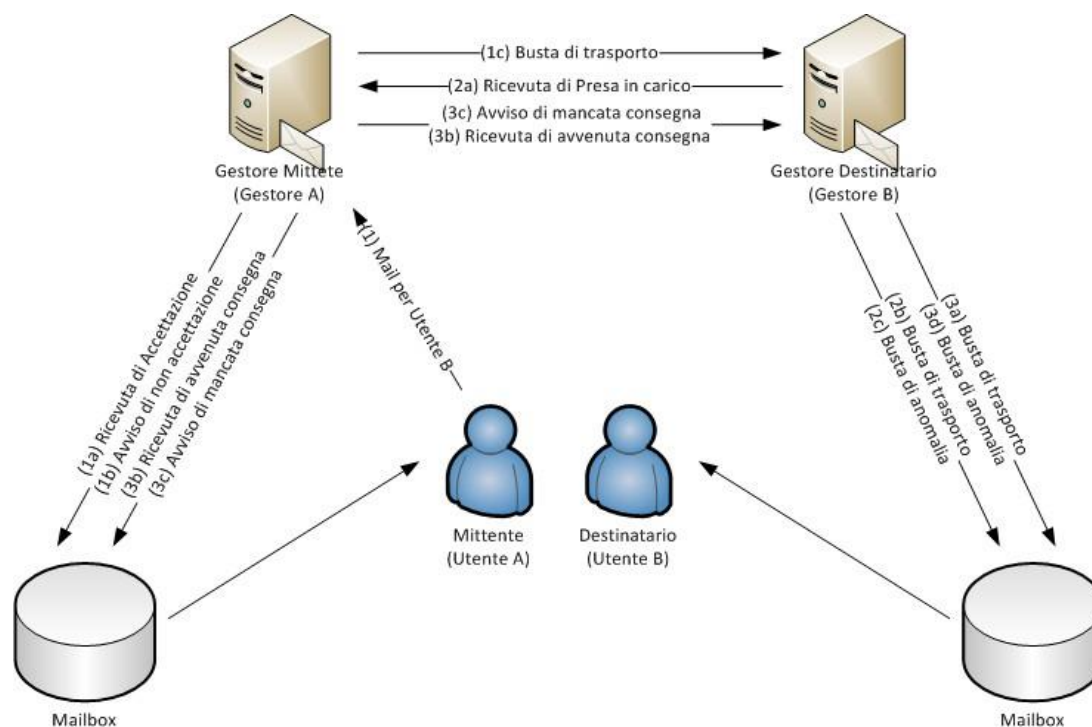 (1c) Busta di trasporto
(2a) Ricevuta di Presa in carico
(3c) Avviso di mancata consegna
(3b) Ricevuta di avvenuta consegna
Gestore Mittete
(Gestore A)
Gestore Destinatario
(Gestore B)
(1) Mail per Utente B
(1a) Ricevuta di Accettazione
(1b) Avviso di non accettazione
(3b) Ricevuta di avvenuta consegna
(3c) Avviso di mancata consegna
(3a) Busta di trasporto
(3d) Busta di anomalia
(2b) Busta di trasporto
(2c) Busta di anomalia
Mittente
(Utente A)
Destinatario
(Utente B)
Mailbox
Mailbox